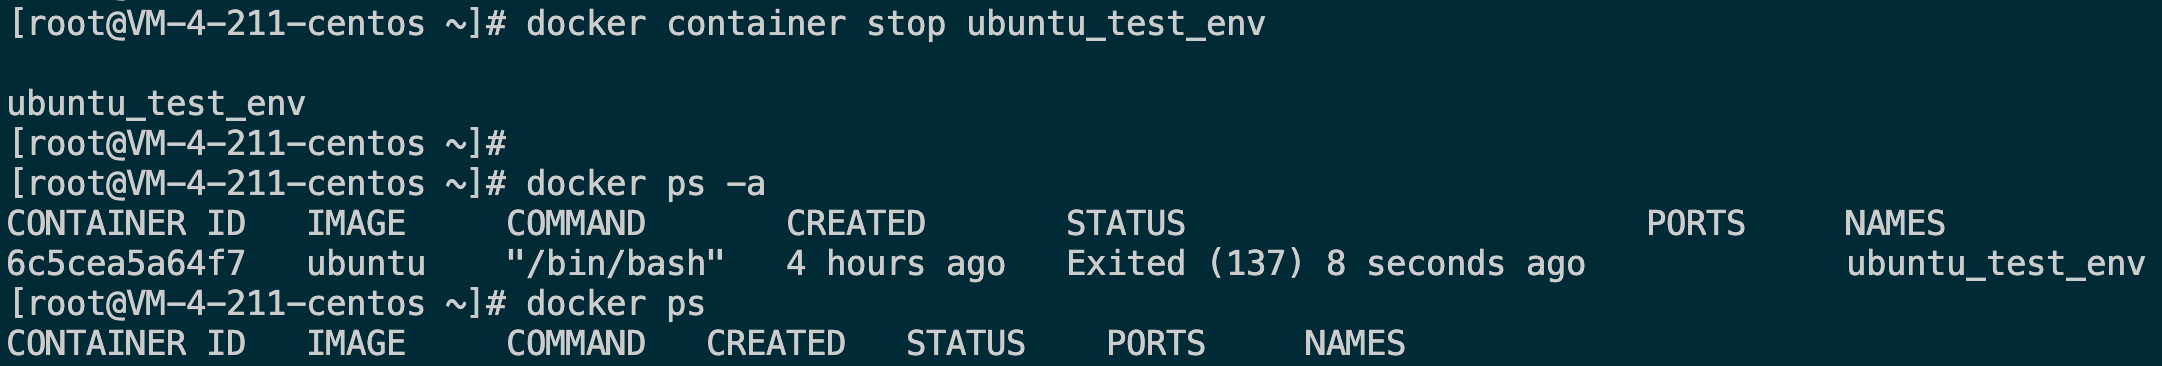 [root@VM-4-211-centos ~]# docker container stop ubuntu_test_env
ubuntu_test_env
[root@VM-4-211-centos ~]#
[root@VM-4-211-centos ~]# docker ps -a
CONTAINER ID   IMAGE     COMMAND       CREATED       STATUS                       PORTS     NAMES
6c5cea5a64f7   ubuntu    "/bin/bash"   4 hours ago   Exited (137) 8 seconds ago             ubuntu_test_env
[root@VM-4-211-centos ~]# docker ps
CONTAINER ID   IMAGE     COMMAND   CREATED   STATUS    PORTS     NAMES